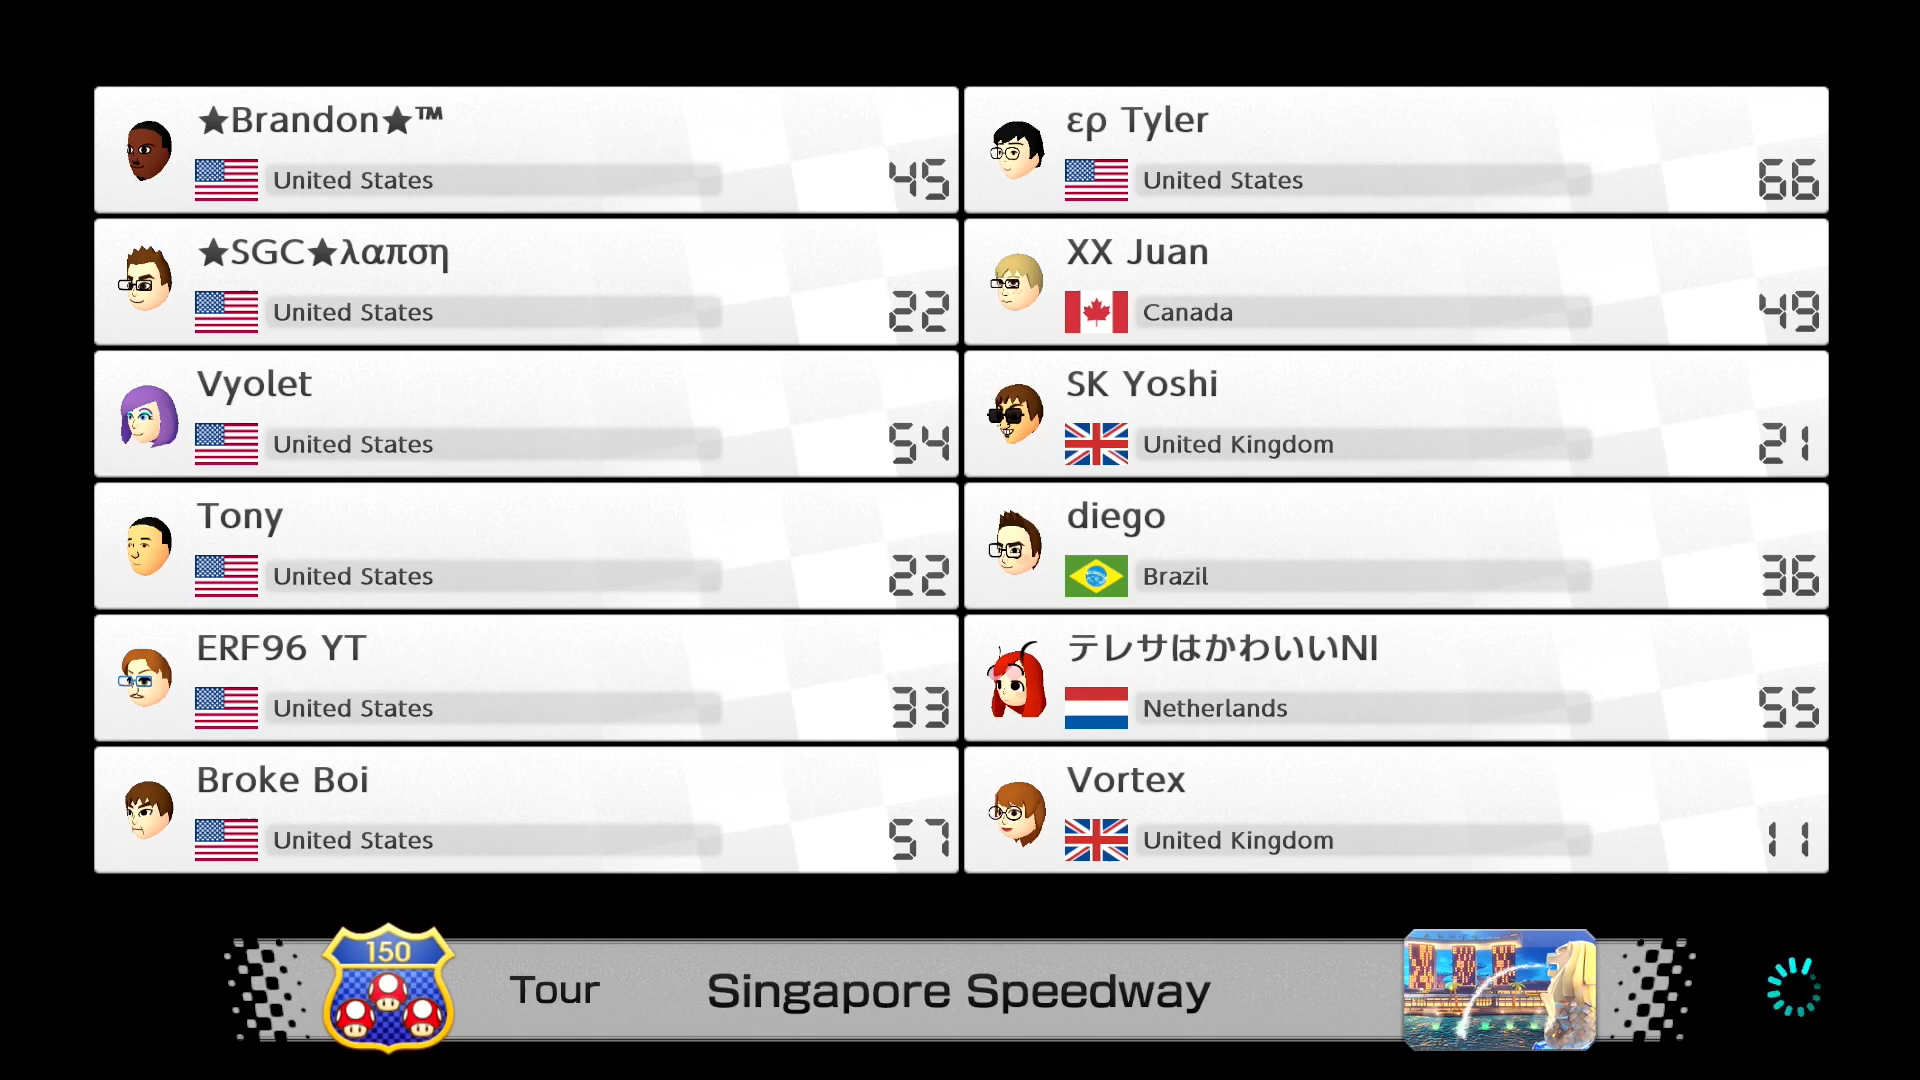 ★Brandon★™
United States
45
★SGC★λαπση
United States
22
Vyolet
United States
54
Tony
United States
22
ERF96 YT
United States
33
Broke Boi
United States
57
ερ Tyler
United States
66
XX Juan
Canada
49
SK Yoshi
United Kingdom
21
diego
Brazil
36
テレサはかわいいNI
Netherlands
55
Vortex
United Kingdom
11
150
Tour
Singapore Speedway